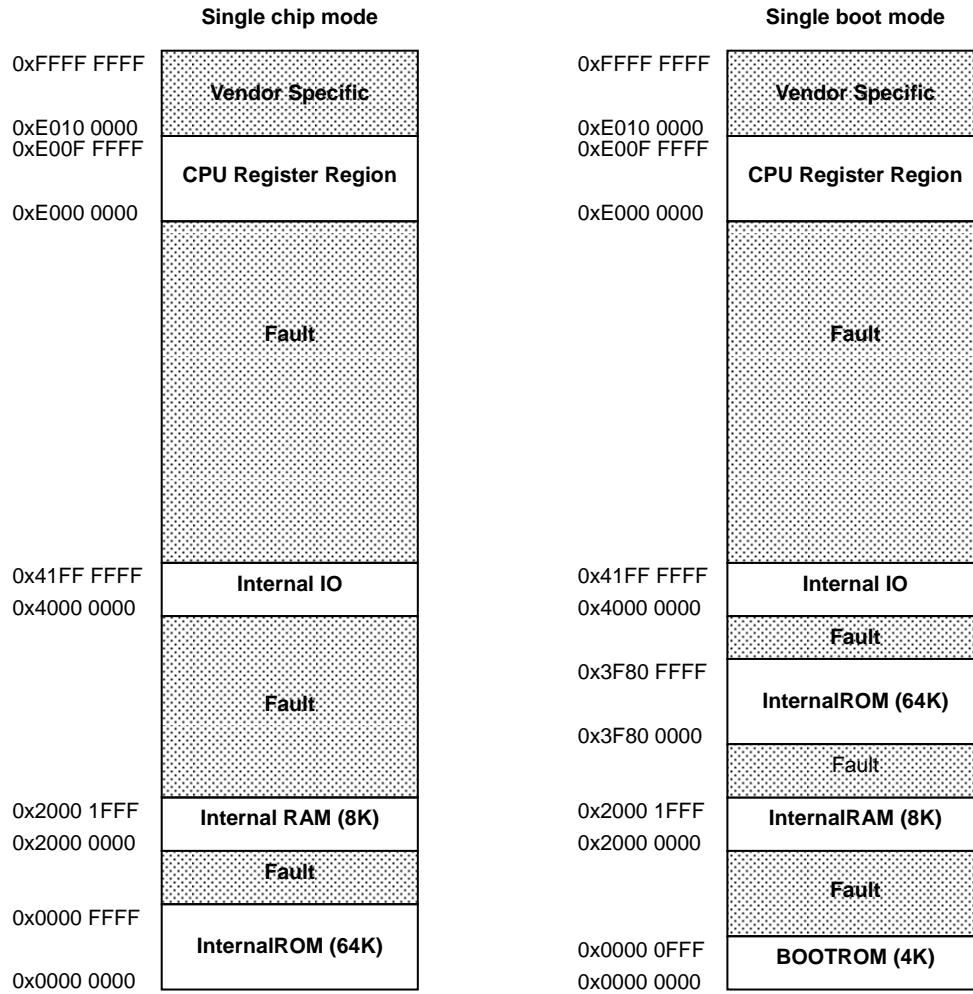 Single chip mode
0xFFFF FFFF
Vendor Specific
0xE010 0000
0xE00F FFFF
CPU Register Region
0xE000 0000
Fault
0x41FF FFFF
Internal IO
0x4000 0000
Fault
0x2000 1FFF
Internal RAM (8K)
0x2000 0000
Fault
0x0000 FFFF
InternalROM (64K)
0x0000 0000
Single boot mode
0xFFFF FFFF
Vendor Specific
0xE010 0000
0xE00F FFFF
CPU Register Region
0xE000 0000
Fault
0x41FF FFFF
Internal IO
0x4000 0000
Fault
0x3F80 FFFF
InternalROM (64K)
0x3F80 0000
Fault
0x2000 1FFF
InternalRAM (8K)
0x2000 0000
Fault
0x0000 0FFF
BOOTROM (4K)
0x0000 0000